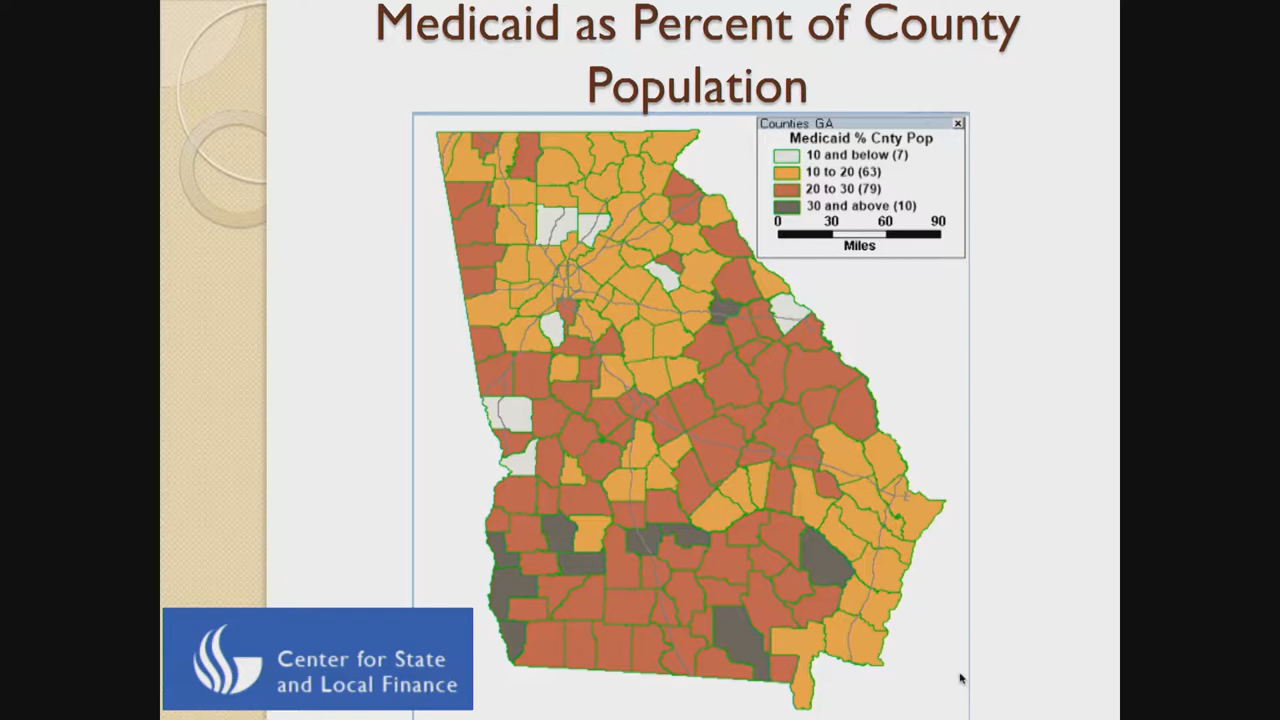 Medicaid as Percent of County
Population
Counties GA
Medicaid % Cnty Pop
10 and below (7)
10 to 20 (63)
20 to 30 (79)
30 and above (10)
0 30 60 90
Miles
Center for State
and Local Finance